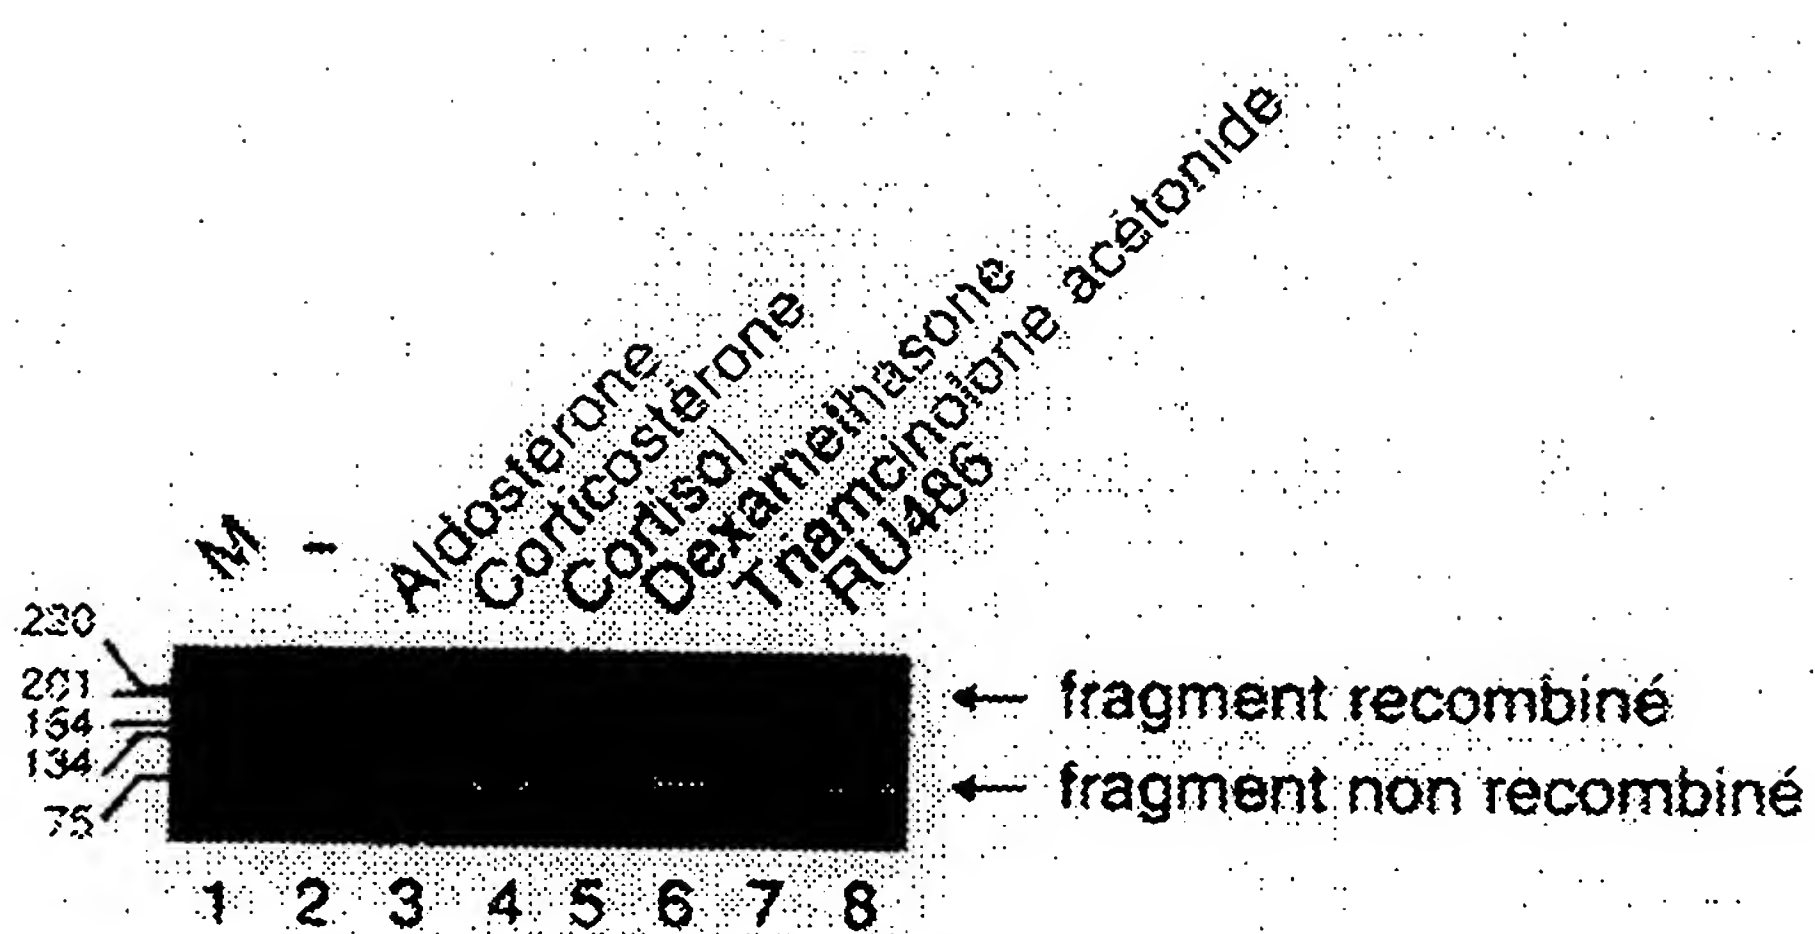 M
-
Aldostérone
Corticostérone
Cortisol
Dexaméthasone
Triamcinolone acétonide
RU486
220
201
154
134
75
fragment recombiné
fragment non recombiné
1 2 3 4 5 6 7 8